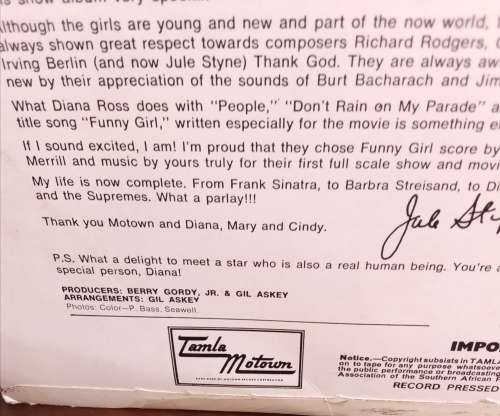 Although the girls are young and new and part of the now world,
always shown great respect towards composers Richard Rodgers,
Irving Berlin (and now Jule Styne) Thank God. They are always aw
new by their appreciation of the sounds of Burt Bacharach and Jim
What Diana Ross does with "People," "Don't Rain on My Parade" a
title song "Funny Girl," written especially for the movie is something e
If I sound excited, I am! I'm proud that they chose Funny Girl score by
Merrill and music by yours truly for their first full scale show and movi
My life is now complete. From Frank Sinatra, to Barbra Streisand, to Di
and the Supremes. What a parlay!!!
Thank you Motown and Diana, Mary and Cindy.
Jule Sty
P.S. What a delight to meet a star who is also a real human being. You're a
special person, Diana!
PRODUCERS: BERRY GORDY, JR. & GIL ASKEY
ARRANGEMENTS: GIL ASKEY
Photos: Color—P. Bass, Seawell
Tamla
Motown
IMPO
Notice.—Copyright subsists in TAMLA
on to tape for any purpose whatsoeve
the public performance or broadcasting
Association of the Southern African
RECORD PRESSED